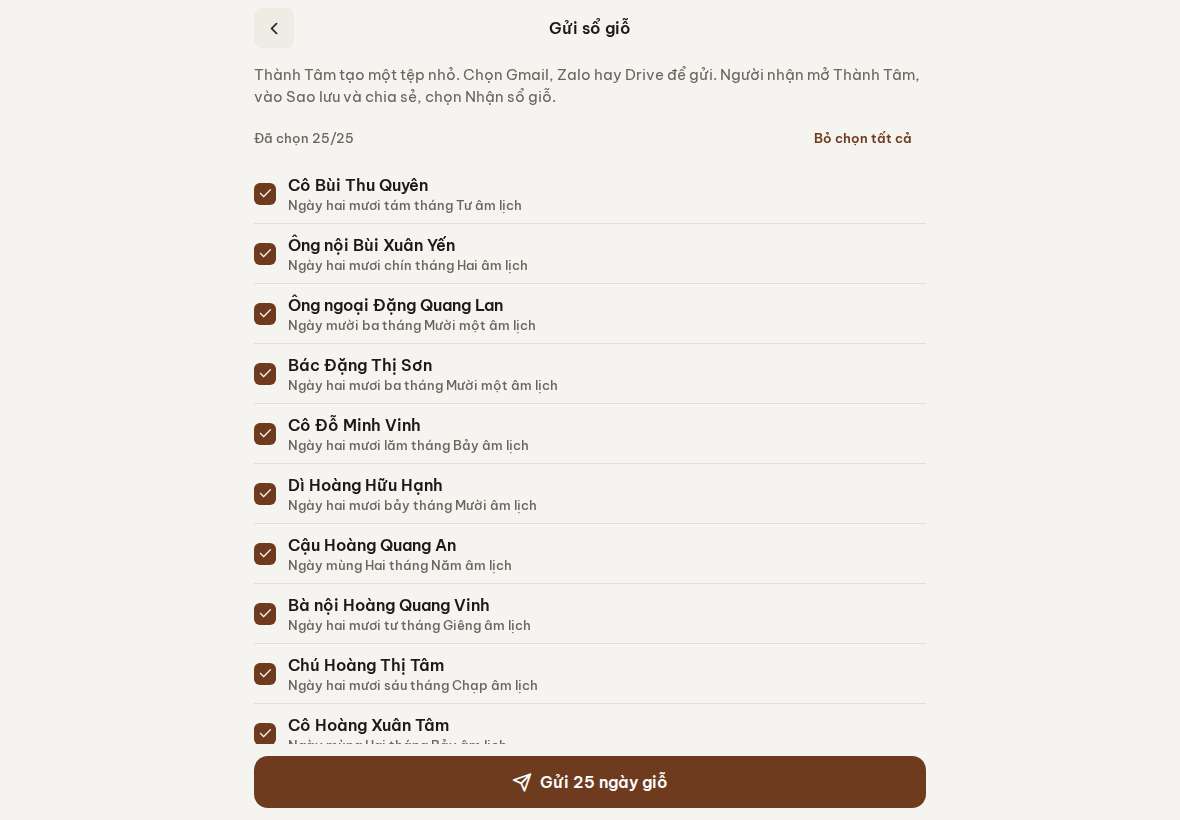 Gửi sổ giỗ
Thành Tâm tạo một tệp nhỏ. Chọn Gmail, Zalo hay Drive để gửi. Người nhận mở Thành Tâm,
vào Sao lưu và chia sẻ, chọn Nhận sổ giỗ.
Đã chọn 25/25
Bỏ chọn tất cả
Cô Bùi Thu Quyên
Ngày hai mươi tám tháng Tư âm lịch
Ông nội Bùi Xuân Yến
Ngày hai mươi chín tháng Hai âm lịch
Ông ngoại Đặng Quang Lan
Ngày mười ba tháng Mười một âm lịch
Bác Đặng Thị Sơn
Ngày hai mươi ba tháng Mười một âm lịch
Cô Đỗ Minh Vinh
Ngày hai mươi lăm tháng Bảy âm lịch
Dì Hoàng Hữu Hạnh
Ngày hai mươi bảy tháng Mười âm lịch
Cậu Hoàng Quang An
Ngày mùng Hai tháng Năm âm lịch
Bà nội Hoàng Quang Vinh
Ngày hai mươi tư tháng Giêng âm lịch
Chú Hoàng Thị Tâm
Ngày hai mươi sáu tháng Chạp âm lịch
Cô Hoàng Xuân Tâm
Ngày mùng Hai tháng Bảy âm lịch
Gửi 25 ngày giỗ